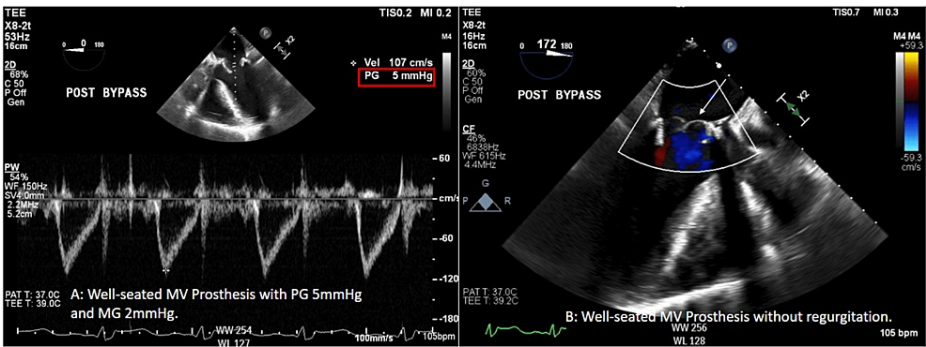 TEE
X8-2t
53Hz
16cm
2D
68%
C 50
P Off
Gen
TIS0.2 MI 0.2
M4
0 0 180
POST BYPASS
P
X2
Vel 107 cm/s
PG 5 mmHg
PW
54%
WF 150Hz
SV4.0mm
2.2MHz
5.2cm
60
cm/s
-60
-120
-180
A: Well-seated MV Prosthesis with PG 5mmHg
and MG 2mmHg.
PAT T: 37.0C
TEE T: 39.0C
WW 254
WL 127
100mm/s
105bpm
TEE
X8-2t
16Hz
16cm
2D
60%
C 50
P Off
Gen
CF
46%
6838Hz
WF 615Hz
4.4MHz
TIS0.7 MI 0.3
M4 M4
+59.3
-59.3
cm/s
0 172 180
POST BYPASS
P
X2
G
P R
B: Well-seated MV Prosthesis without regurgitation.
PAT T: 37.0C
TEE T: 39.2C
WW 256
WL 128
105 bpm